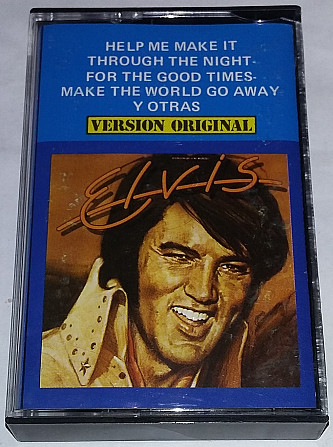 HELP ME MAKE IT
THROUGH THE NIGHT-
FOR THE GOOD TIMES-
MAKE THE WORLD GO AWAY
Y OTRAS
VERSION ORIGINAL
Elvis